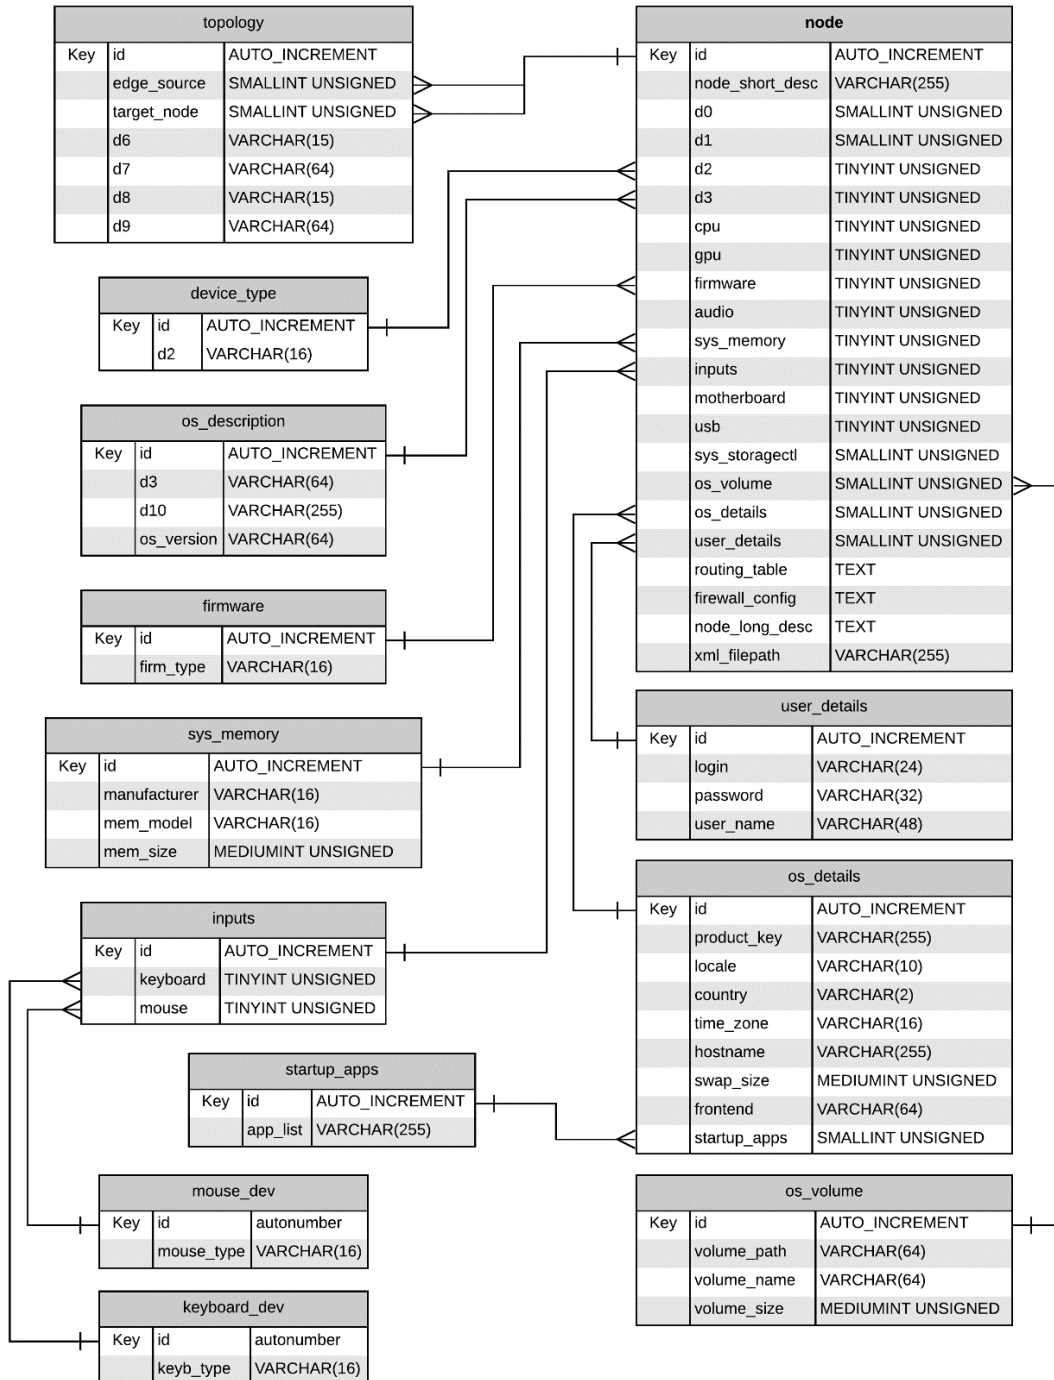 topology
Key id AUTO_INCREMENT
edge_source SMALLINT UNSIGNED
target_node SMALLINT UNSIGNED
d6 VARCHAR(15)
d7 VARCHAR(64)
d8 VARCHAR(15)
d9 VARCHAR(64)
device_type
Key id AUTO_INCREMENT
d2 VARCHAR(16)
os_description
Key id AUTO_INCREMENT
d3 VARCHAR(64)
d10 VARCHAR(255)
os_version VARCHAR(64)
firmware
Key id AUTO_INCREMENT
firm_type VARCHAR(16)
sys_memory
Key id AUTO_INCREMENT
manufacturer VARCHAR(16)
mem_model VARCHAR(16)
mem_size MEDIUMINT UNSIGNED
inputs
Key id AUTO_INCREMENT
keyboard TINYINT UNSIGNED
mouse TINYINT UNSIGNED
startup_apps
Key id AUTO_INCREMENT
app_list VARCHAR(255)
mouse_dev
Key id autonumber
mouse_type VARCHAR(16)
keyboard_dev
Key id autonumber
keyb_type VARCHAR(16)
node
Key id AUTO_INCREMENT
node_short_desc VARCHAR(255)
d0 SMALLINT UNSIGNED
d1 SMALLINT UNSIGNED
d2 TINYINT UNSIGNED
d3 TINYINT UNSIGNED
cpu TINYINT UNSIGNED
gpu TINYINT UNSIGNED
firmware TINYINT UNSIGNED
audio TINYINT UNSIGNED
sys_memory TINYINT UNSIGNED
inputs TINYINT UNSIGNED
motherboard TINYINT UNSIGNED
usb TINYINT UNSIGNED
sys_storagectl SMALLINT UNSIGNED
os_volume SMALLINT UNSIGNED
os_details SMALLINT UNSIGNED
user_details SMALLINT UNSIGNED
routing_table TEXT
firewall_config TEXT
node_long_desc TEXT
xml_filepath VARCHAR(255)
user_details
Key id AUTO_INCREMENT
login VARCHAR(24)
password VARCHAR(32)
user_name VARCHAR(48)
os_details
Key id AUTO_INCREMENT
product_key VARCHAR(255)
locale VARCHAR(10)
country VARCHAR(2)
time_zone VARCHAR(16)
hostname VARCHAR(255)
swap_size MEDIUMINT UNSIGNED
frontend VARCHAR(64)
startup_apps SMALLINT UNSIGNED
os_volume
Key id AUTO_INCREMENT
volume_path VARCHAR(64)
volume_name VARCHAR(64)
volume_size MEDIUMINT UNSIGNED